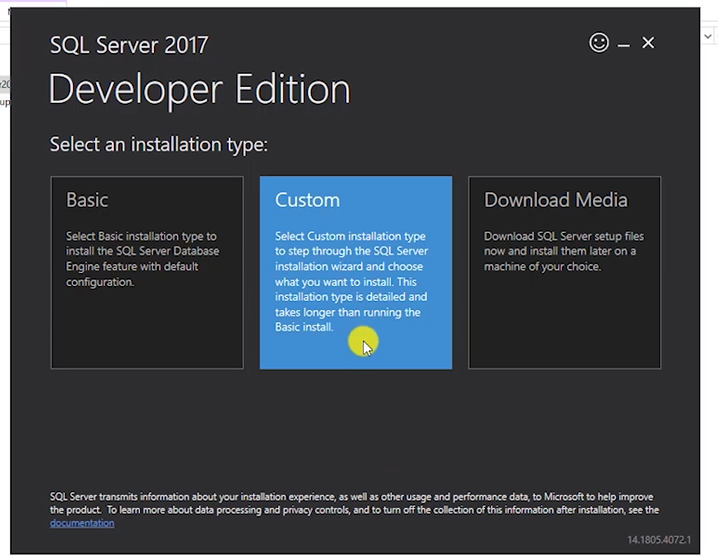 SQL Server 2017
Developer Edition
Select an installation type:
Basic
Select Basic installation type to
install the SQL Server Database
Engine feature with default
configuration.
Custom
Select Custom installation type
to step through the SQL Server
installation wizard and choose
what you want to install. This
installation type is detailed and
takes longer than running the
Basic install.
Download Media
Download SQL Server setup files
now and install them later on a
machine of your choice.
SQL Server transmits information about your installation experience, as well as other usage and performance data, to Microsoft to help improve
the product. To learn more about data processing and privacy controls, and to turn off the collection of this information after installation, see the
documentation
14.1805.4072.1